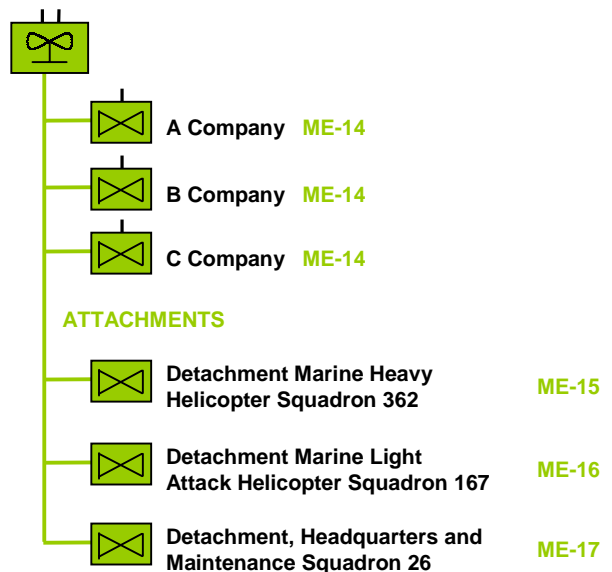 A Company ME-14
B Company ME-14
C Company ME-14
ATTACHMENTS
Detachment Marine Heavy
Helicopter Squadron 362 ME-15
Detachment Marine Light
Attack Helicopter Squadron 167 ME-16
Detachment, Headquarters and
Maintenance Squadron 26 ME-17